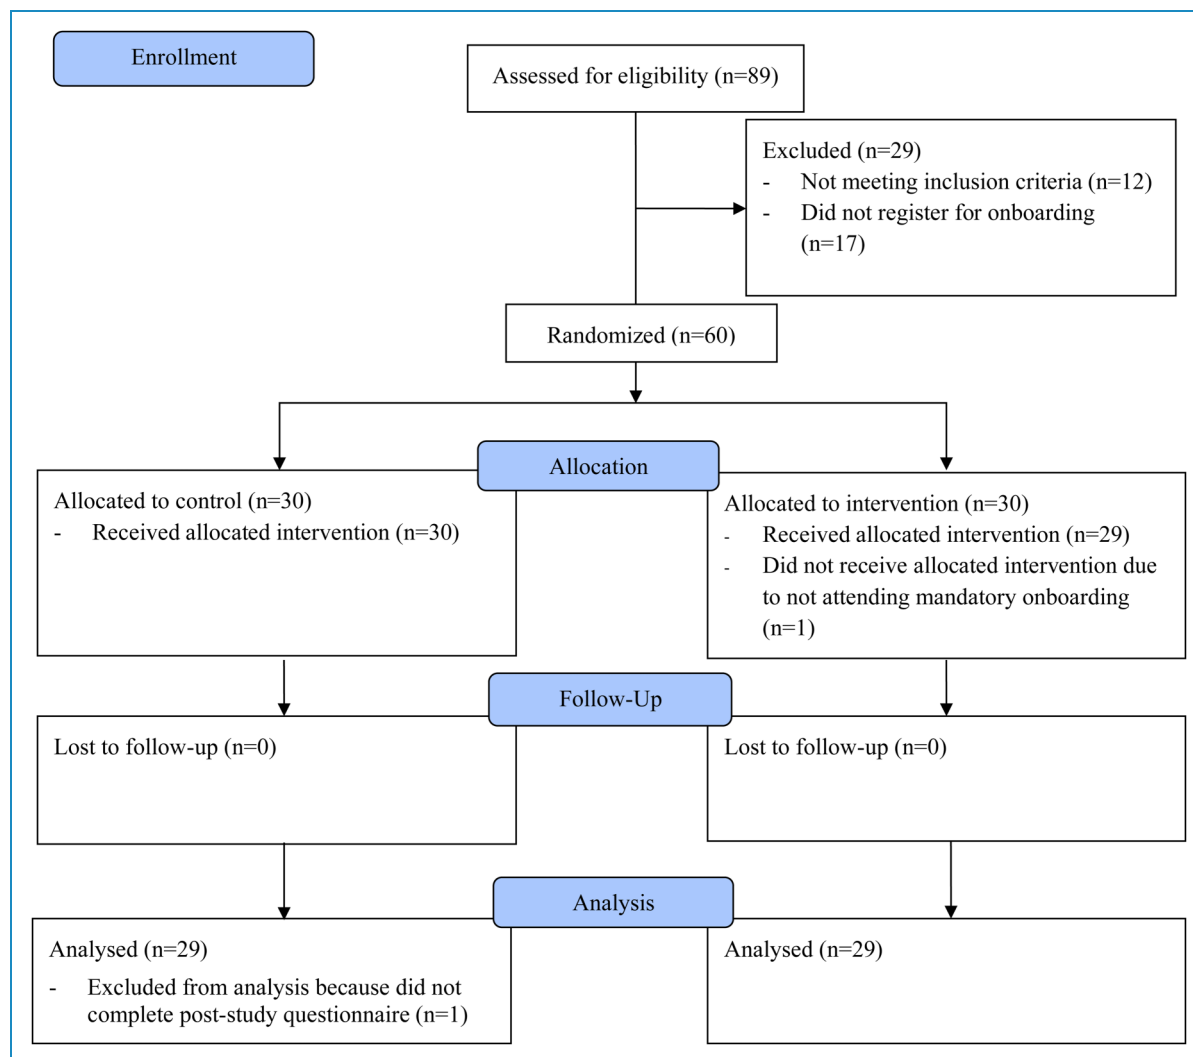 Enrollment
Assessed for eligibility (n=89)
Excluded (n=29)
- Not meeting inclusion criteria (n=12)
- Did not register for onboarding
(n=17)
Randomized (n=60)
Allocation
Allocated to control (n=30)
- Received allocated intervention (n=30)
Allocated to intervention (n=30)
- Received allocated intervention (n=29)
- Did not receive allocated intervention due
to not attending mandatory onboarding
(n=1)
Follow-Up
Lost to follow-up (n=0)
Lost to follow-up (n=0)
Analysis
Analysed (n=29)
- Excluded from analysis because did not
complete post-study questionnaire (n=1)
Analysed (n=29)